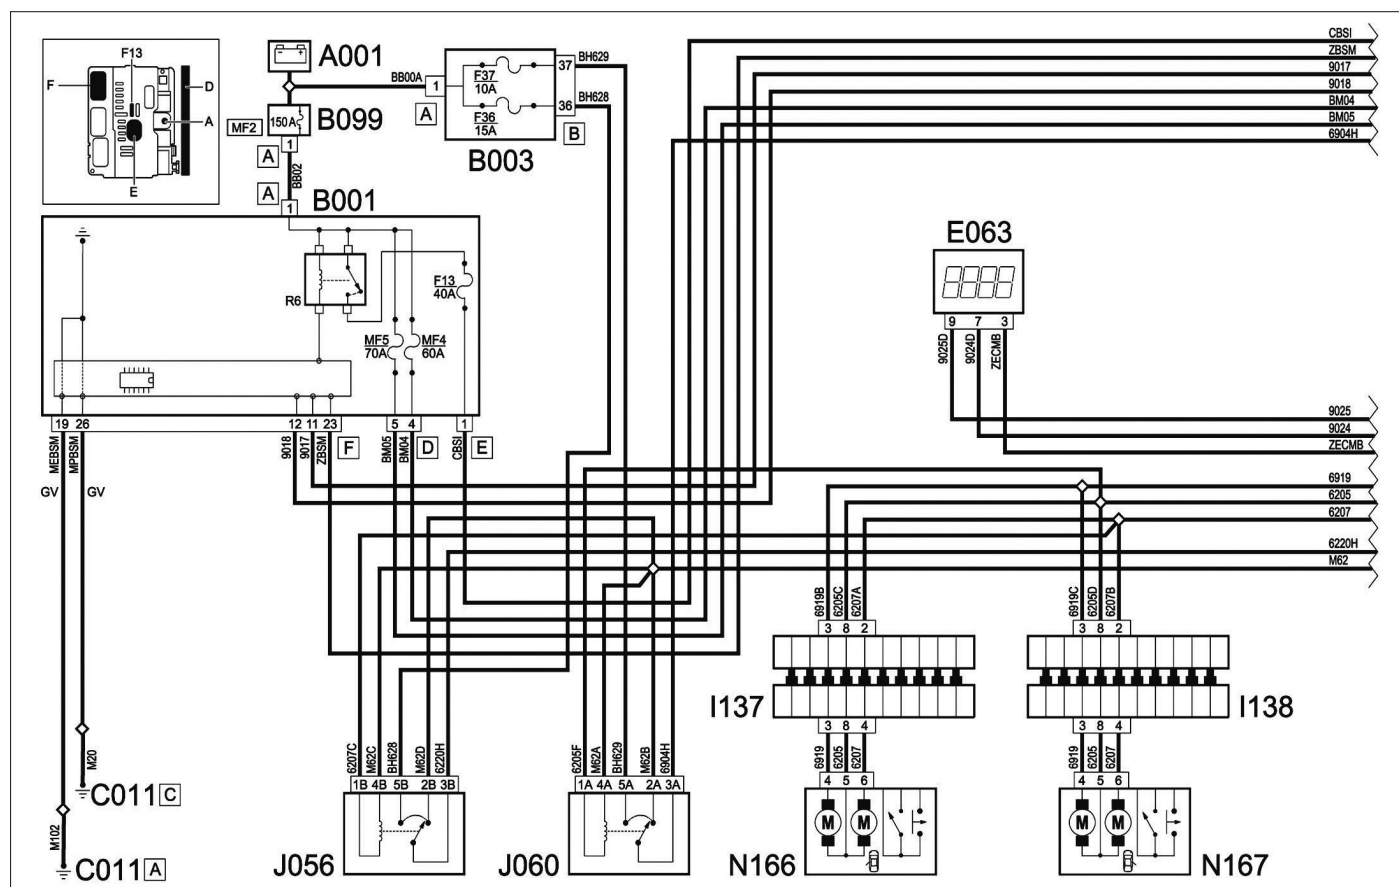 CBSI
ZBSM
9017
9018
BM04
BM05
6904H
F13
F
D
A
E
A001
BB00A
1
A
F37
10A
F36
15A
37
36
BH629
BH628
B
B003
MF2
150A
B099
1
A
BB02
A
1
B001
R6
F13
40A
MF5
70A
MF4
60A
19 26 12 11 23 5 4 1
F D E
MEBSM
MPBSM
9018
9017
ZBSM
BM05
BM04
CBSI
GV GV
E063
9 7 3
9025D
9024D
ZECMB
9025
9024
ZECMB
6919
6205
6207
6220H
M62
6919B
6205C
6207A
3 8 2
I137
3 8 4
6919
6205
6207
4 5 6
M M
N166
6919C
6205D
6207B
3 8 2
I138
3 8 4
6919
6205
6207
4 5 6
M M
N167
6207C
M62C
BH628
M62D
6220H
1B 4B 5B 2B 3B
J056
6205F
M62A
BH629
M62B
6904H
1A 4A 5A 2A 3A
J060
M20
C011 C
M102
C011 A